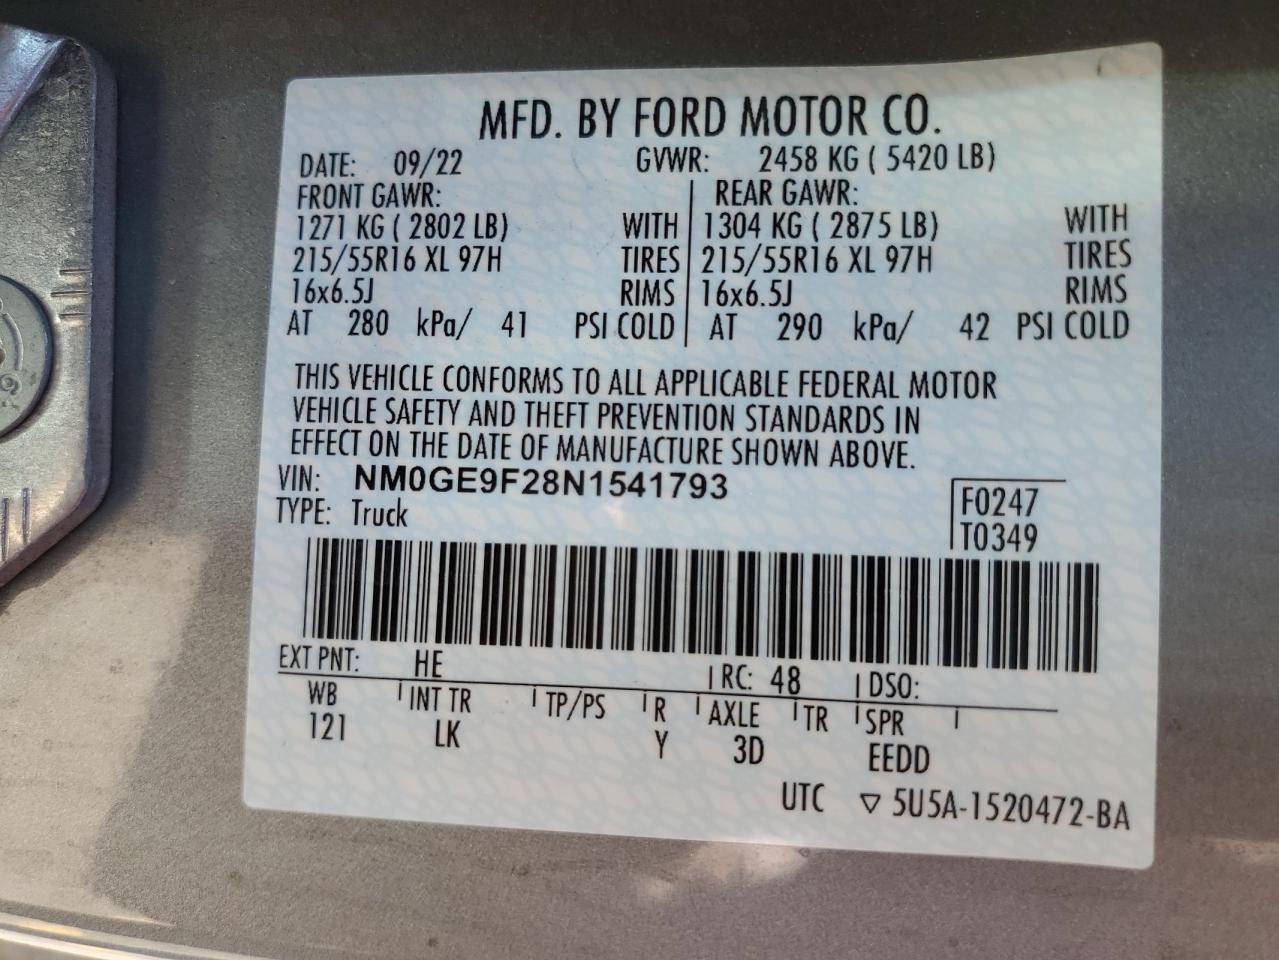 MFD. BY FORD MOTOR CO.
DATE: 09/22 GVWR: 2458 KG ( 5420 LB)
FRONT GAWR: REAR GAWR:
1271 KG ( 2802 LB) WITH 1304 KG ( 2875 LB) WITH
215/55R16 XL 97H TIRES 215/55R16 XL 97H TIRES
16x6.5J RIMS 16x6.5J RIMS
AT 280 kPa/ 41 PSI COLD AT 290 kPa/ 42 PSI COLD
THIS VEHICLE CONFORMS TO ALL APPLICABLE FEDERAL MOTOR
VEHICLE SAFETY AND THEFT PREVENTION STANDARDS IN
EFFECT ON THE DATE OF MANUFACTURE SHOWN ABOVE.
VIN: NM0GE9F28N1541793
F0247
TYPE: Truck
T0349
EXT PNT: HE RC: 48 DSO:
WB INT TR TP/PS R AXLE TR SPR
121 LK Y 3D EEDD
UTC ▽ 5U5A-1520472-BA